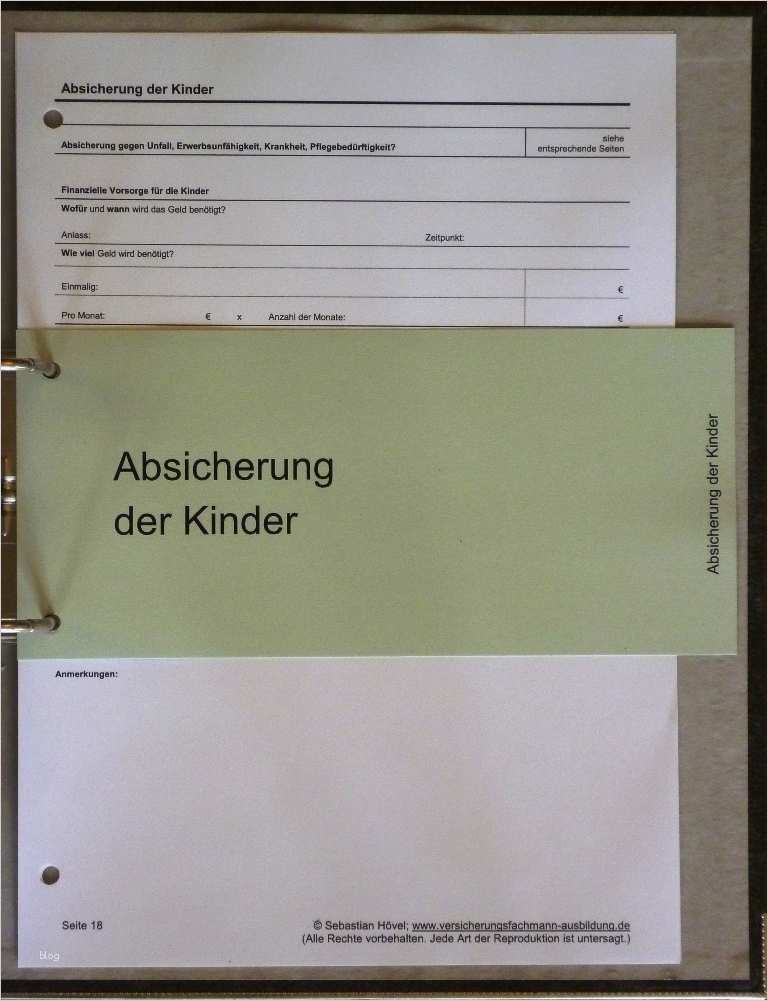 Absicherung der Kinder
Absicherung gegen Unfall, Erwerbsunfähigkeit, Krankheit, Pflegebedürftigkeit?
siehe
entsprechende Seiten
Finanzielle Vorsorge für die Kinder
Wofür und wann wird das Geld benötigt?
Anlass: Zeitpunkt:
Wie viel Geld wird benötigt?
Einmalig: €
Pro Monat: € x Anzahl der Monate: €
Absicherung
der Kinder
Absicherung der Kinder
Anmerkungen:
Seite 18
© Sebastian Hövel; www.versicherungsfachmann-ausbildung.de
(Alle Rechte vorbehalten. Jede Art der Reproduktion ist untersagt.)
blog